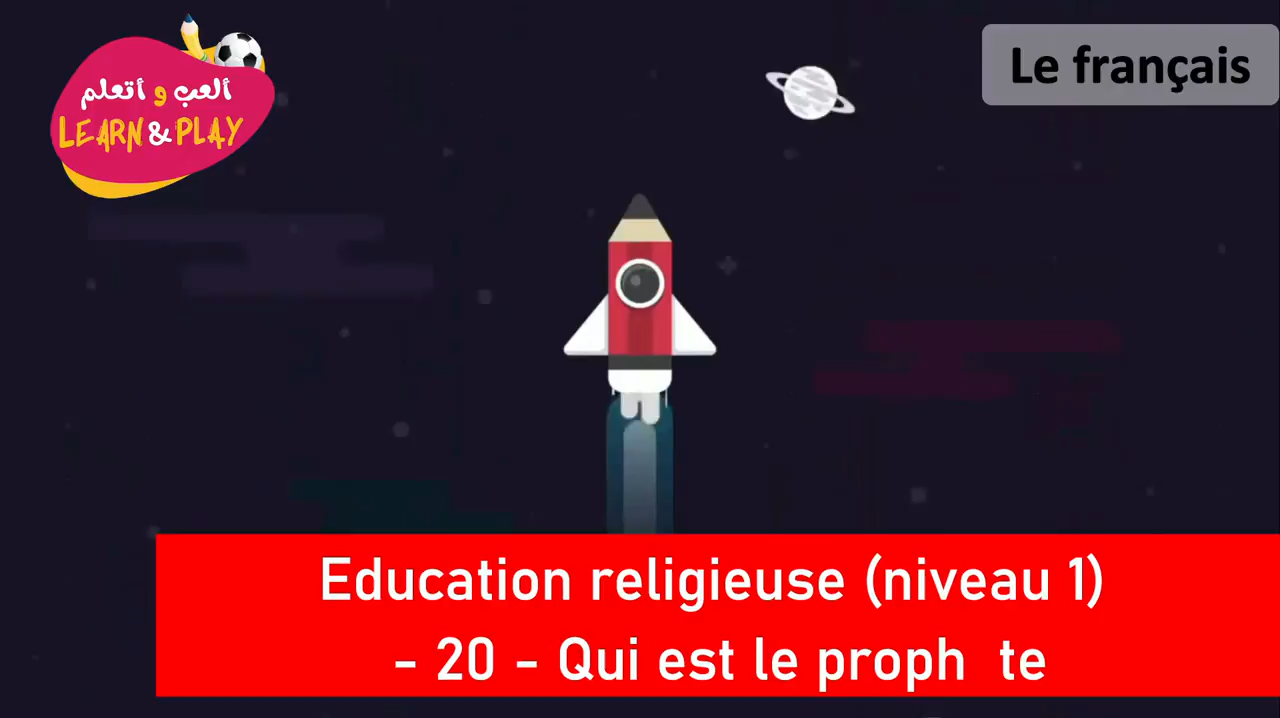 ألعب و أتعلم
LEARN & PLAY
Le français
Education religieuse (niveau 1)
- 20 - Qui est le proph  te